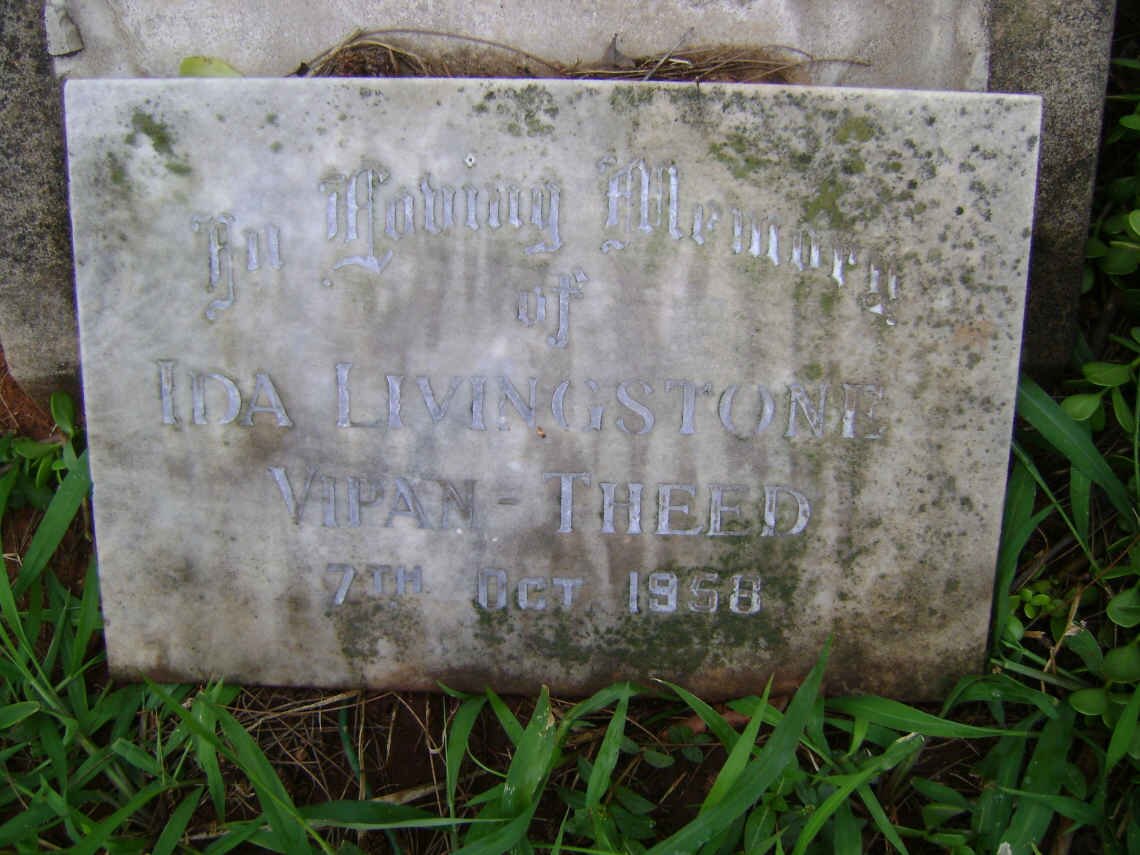 In Loving Memory
of
IDA LIVINGSTONE
VIPAN - THEED
7TH OCT. 1958